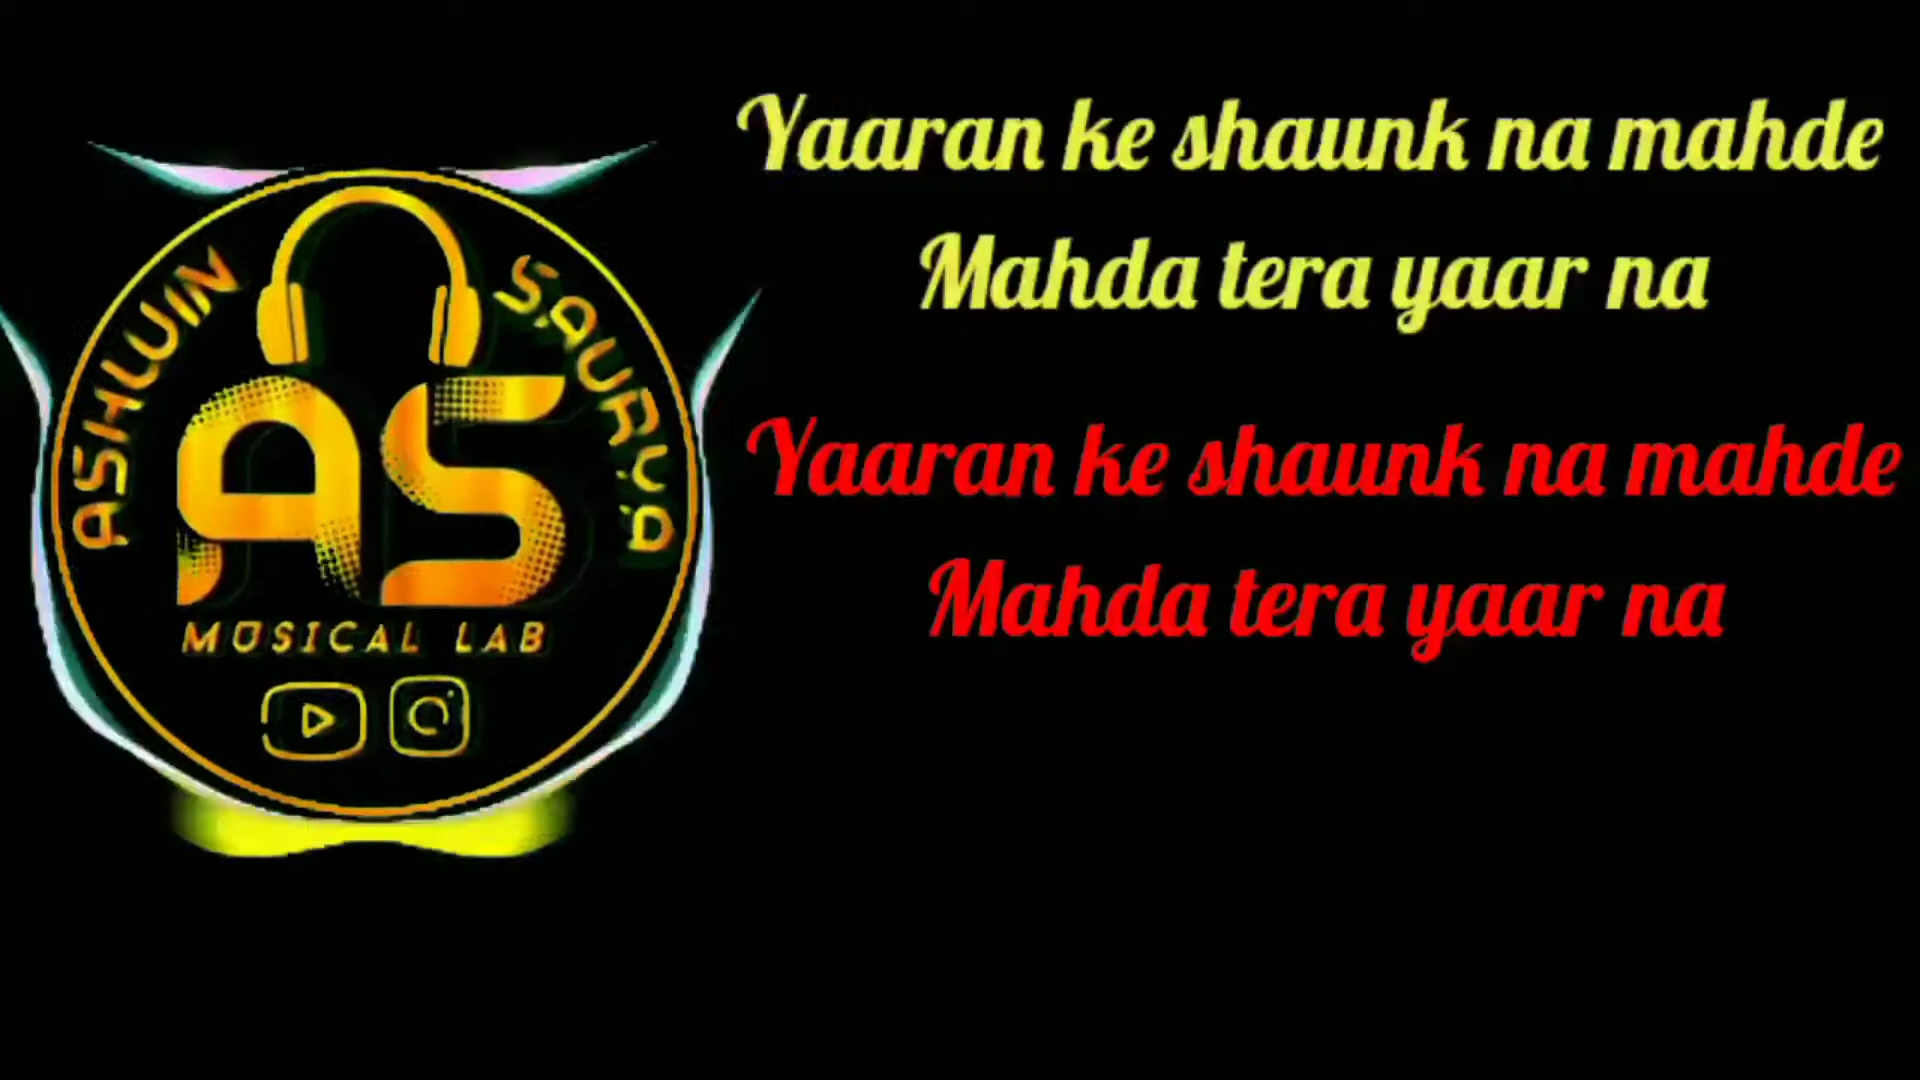 Yaaran ke shaunk na mahde
Mahda tera yaar na
Yaaran ke shaunk na mahde
Mahda tera yaar na
ASHWIN SAURYA
AS
MUSICAL LAB